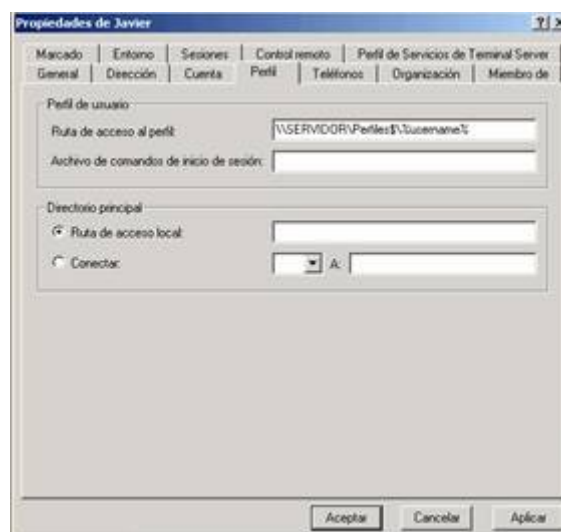 Propiedades de Javier
Marcado Entorno Sesiones Control remoto Perfil de Servicios de Terminal Server
General Dirección Cuenta Perfil Teléfonos Organización Miembro de
Perfil de usuario
Ruta de acceso al perfil: \\SERVIDOR\Perfiles$\%username%
Archivo de comandos de inicio de sesión:
Directorio principal
Ruta de acceso local:
Conectar: A:
Aceptar Cancelar Aplicar